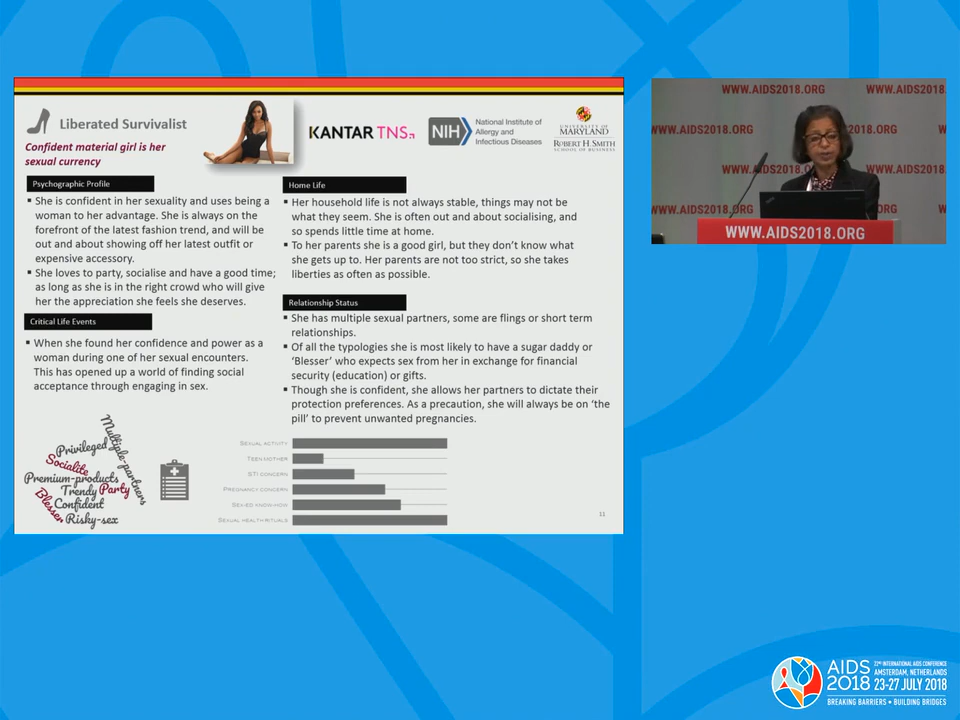 Liberated Survivalist
Confident material girl is her
sexual currency
KANTAR TNS
NIH
National Institute of
Allergy and
Infectious Diseases
UNIVERSITY OF
MARYLAND
ROBERT H. SMITH
SCHOOL OF BUSINESS
Psychographic Profile
▪ She is confident in her sexuality and uses being a
woman to her advantage. She is always on the
forefront of the latest fashion trend, and will be
out and about showing off her latest outfit or
expensive accessory.
▪ She loves to party, socialise and have a good time;
as long as she is in the right crowd who will give
her the appreciation she feels she deserves.
Critical Life Events
▪ When she found her confidence and power as a
woman during one of her sexual encounters.
This has opened up a world of finding social
acceptance through engaging in sex.
Home Life
▪ Her household life is not always stable, things may not be
what they seem. She is often out and about socialising, and
so spends little time at home.
▪ To her parents she is a good girl, but they don't know what
she gets up to. Her parents are not too strict, so she takes
liberties as often as possible.
Relationship Status
▪ She has multiple sexual partners, some are flings or short term
relationships.
▪ Of all the typologies she is most likely to have a sugar daddy or
'Blesser' who expects sex from her in exchange for financial
security (education) or gifts.
▪ Though she is confident, she allows her partners to dictate their
protection preferences. As a precaution, she will always be on 'the
pill' to prevent unwanted pregnancies.
Multiple-partners
Privileged
Socialite
Premium-products
Trendy
Party
Blesser
Confident
Risky-sex
SEXUAL ACTIVITY
TEEN MOTHER
STI CONCERN
PREGNANCY CONCERN
SEX-ED KNOW-HOW
SEXUAL HEALTH RITUALS
11
WWW.AIDS2018.ORG
WWW.AIDS2018.
WWW.AIDS2018.ORG
2018.ORG
WWW.AIDS
018.
WWW.AIDS2018.ORG
2018.ORG
WWW.AIDS2018.ORG
AIDS
2018
22ND INTERNATIONAL AIDS CONFERENCE
AMSTERDAM, NETHERLANDS
23-27 JULY 2018
BREAKING BARRIERS • BUILDING BRIDGES